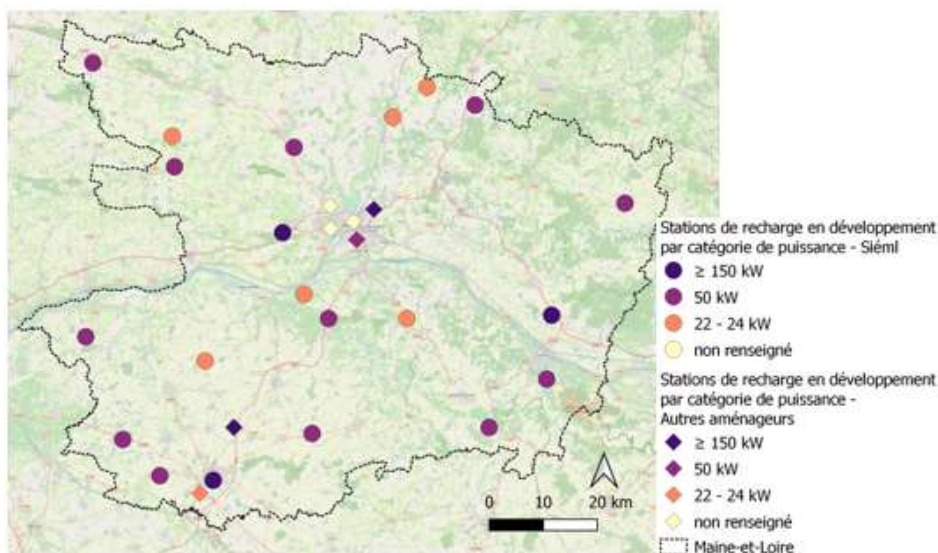 Stations de recharge en développement
par catégorie de puissance - Siéml
≥ 150 kW
50 kW
22 - 24 kW
non renseigné
Stations de recharge en développement
par catégorie de puissance -
Autres aménageurs
≥ 150 kW
50 kW
22 - 24 kW
non renseigné
Maine-et-Loire
0 10 20 km